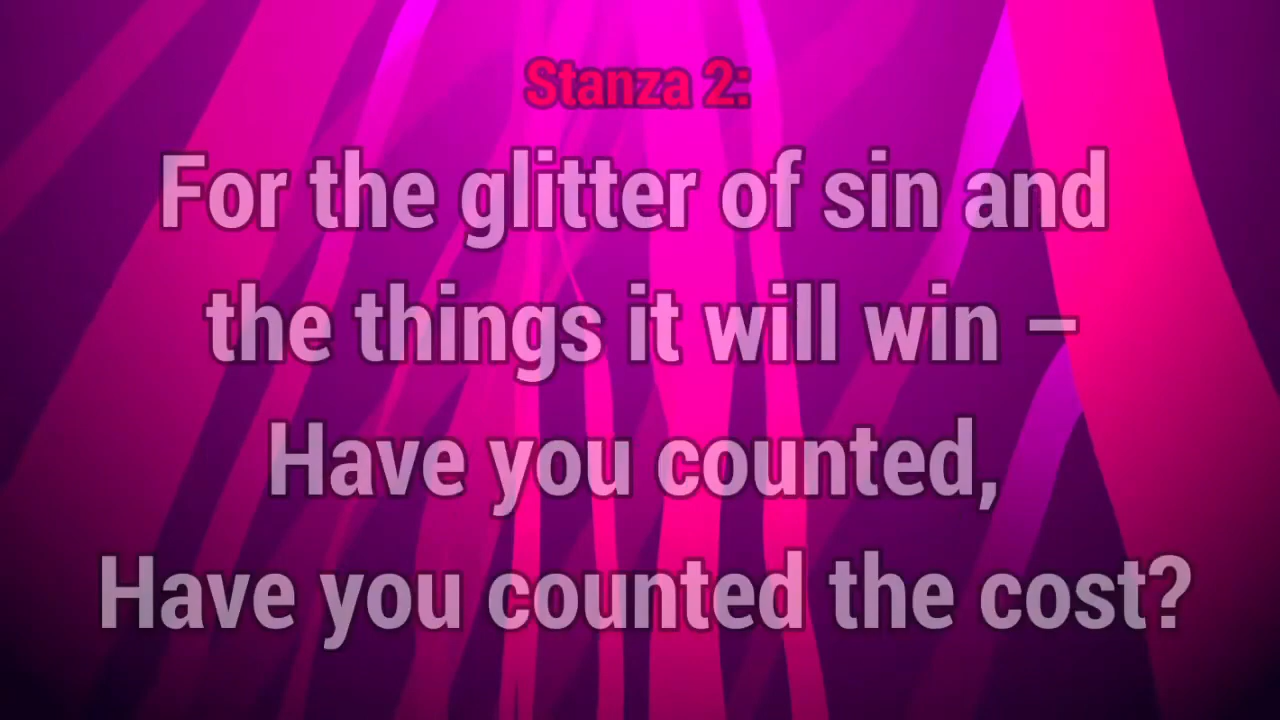 Stanza 2:
For the glitter of sin and
the things it will win –
Have you counted,
Have you counted the cost?